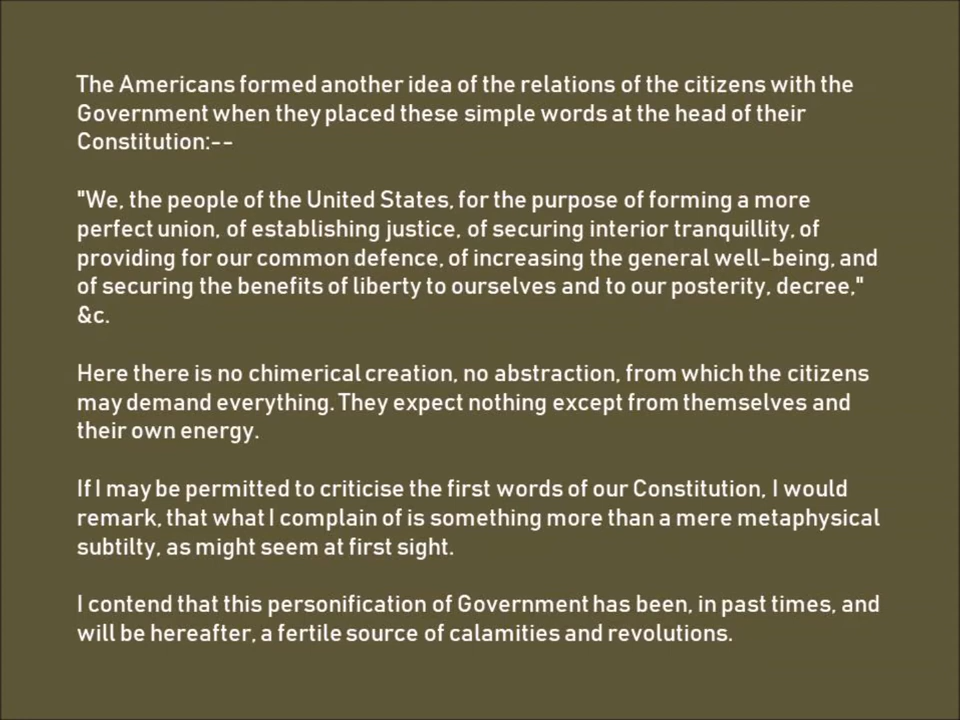 The Americans formed another idea of the relations of the citizens with the
Government when they placed these simple words at the head of their
Constitution:--
"We, the people of the United States, for the purpose of forming a more
perfect union, of establishing justice, of securing interior tranquillity, of
providing for our common defence, of increasing the general well-being, and
of securing the benefits of liberty to ourselves and to our posterity, decree,"
&c.
Here there is no chimerical creation, no abstraction, from which the citizens
may demand everything. They expect nothing except from themselves and
their own energy.
If I may be permitted to criticise the first words of our Constitution, I would
remark, that what I complain of is something more than a mere metaphysical
subtilty, as might seem at first sight.
I contend that this personification of Government has been, in past times, and
will be hereafter, a fertile source of calamities and revolutions.